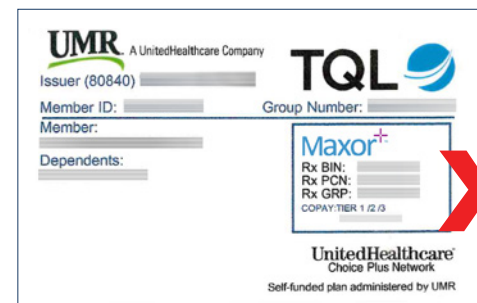 UMR. A UnitedHealthcare Company
TQL
Issuer (80840)
Member ID:
Group Number:
Member:
Dependents:
Maxor+
Rx BIN:
Rx PCN:
Rx GRP:
COPAY:TIER 1 /2 /3
UnitedHealthcare
Choice Plus Network
Self-funded plan administered by UMR